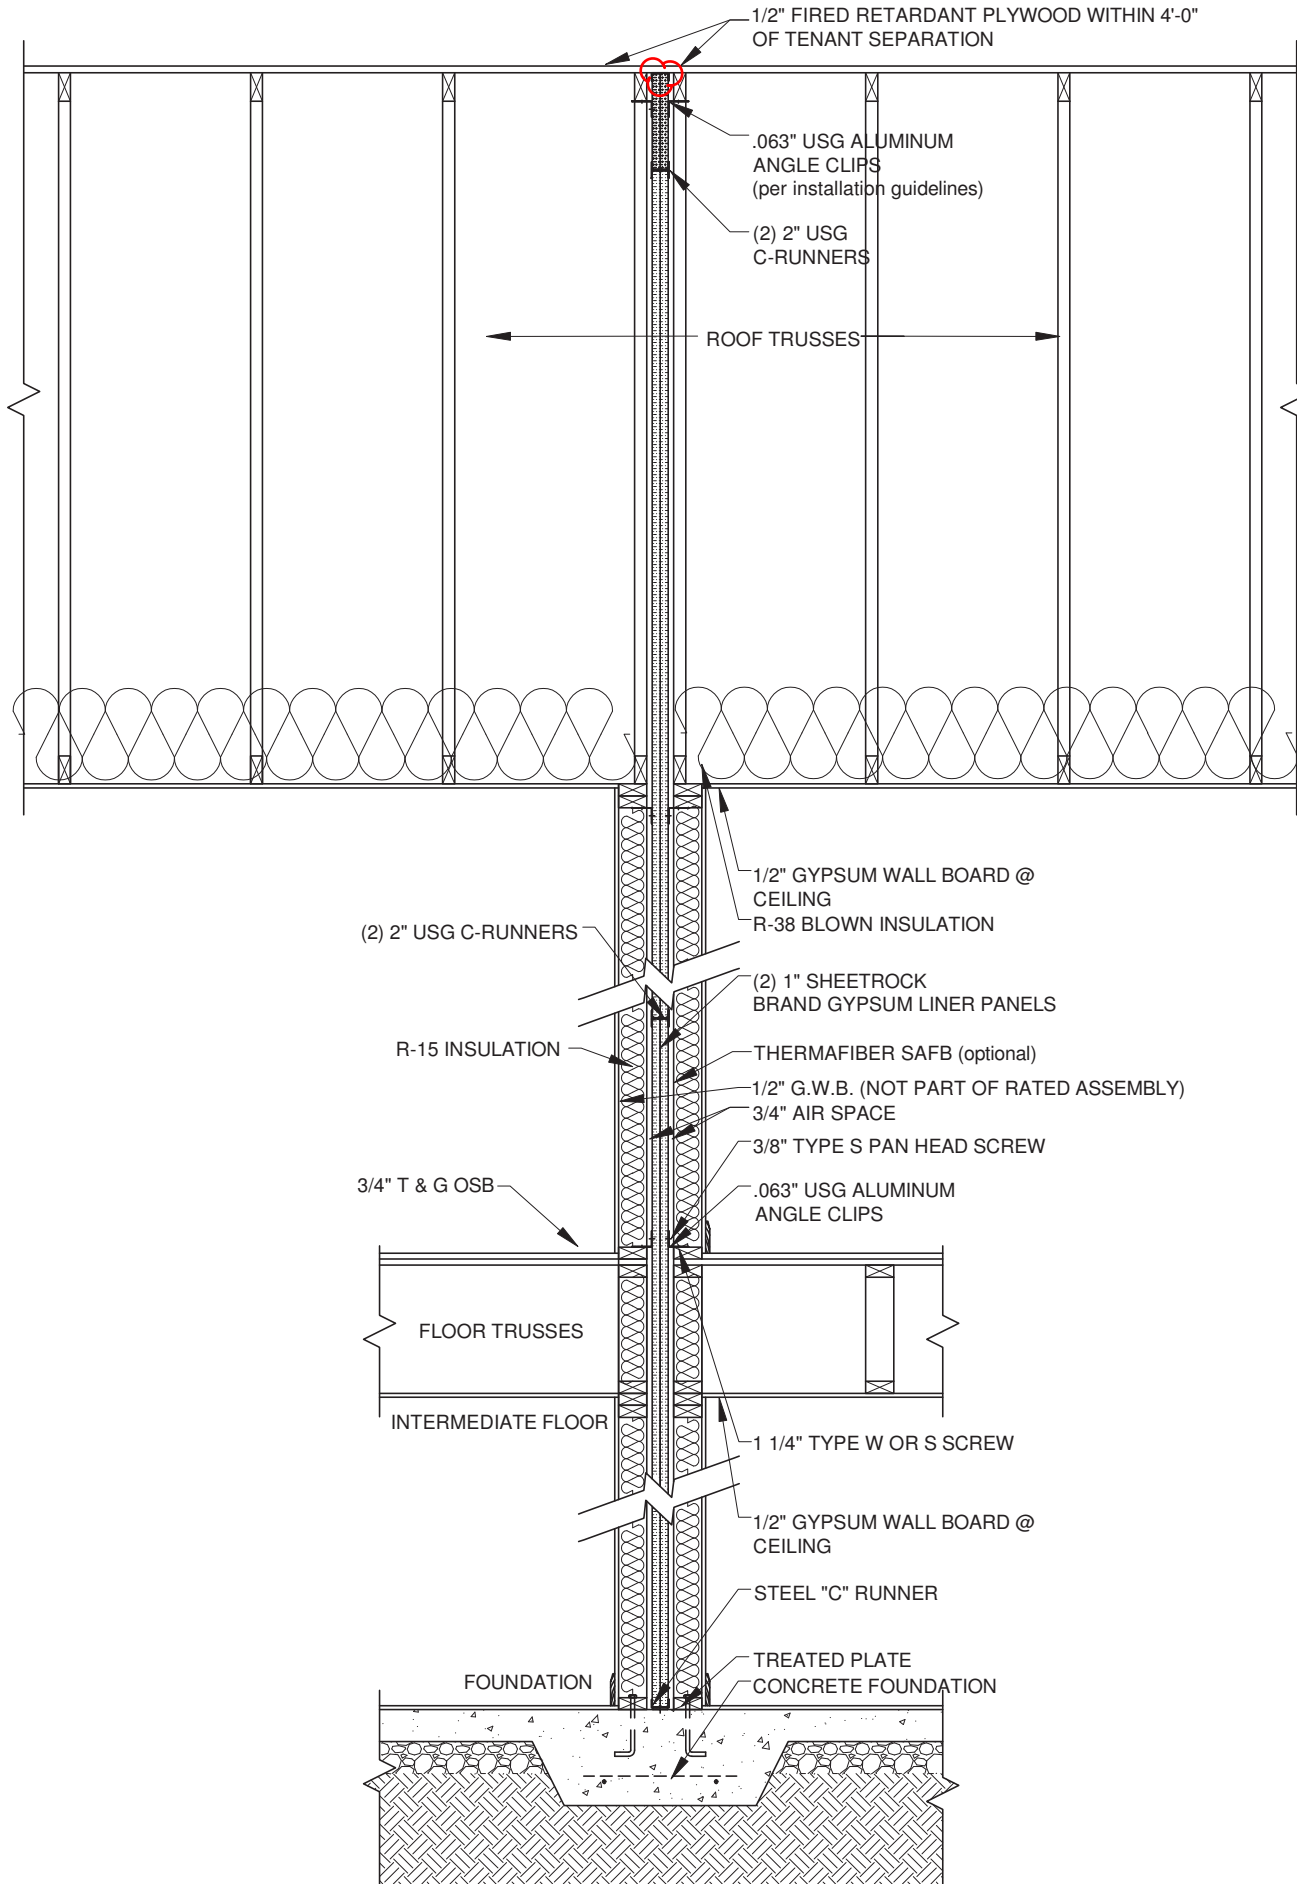 1/2" FIRED RETARDANT PLYWOOD WITHIN 4'-0"
OF TENANT SEPARATION
.063" USG ALUMINUM
ANGLE CLIPS
(per installation guidelines)
(2) 2" USG
C-RUNNERS
ROOF TRUSSES
1/2" GYPSUM WALL BOARD @
CEILING
R-38 BLOWN INSULATION
(2) 2" USG C-RUNNERS
(2) 1" SHEETROCK
BRAND GYPSUM LINER PANELS
R-15 INSULATION
THERMAFIBER SAFB (optional)
1/2" G.W.B. (NOT PART OF RATED ASSEMBLY)
3/4" AIR SPACE
3/8" TYPE S PAN HEAD SCREW
3/4" T & G OSB
.063" USG ALUMINUM
ANGLE CLIPS
FLOOR TRUSSES
INTERMEDIATE FLOOR
1 1/4" TYPE W OR S SCREW
1/2" GYPSUM WALL BOARD @
CEILING
STEEL "C" RUNNER
TREATED PLATE
FOUNDATION
CONCRETE FOUNDATION